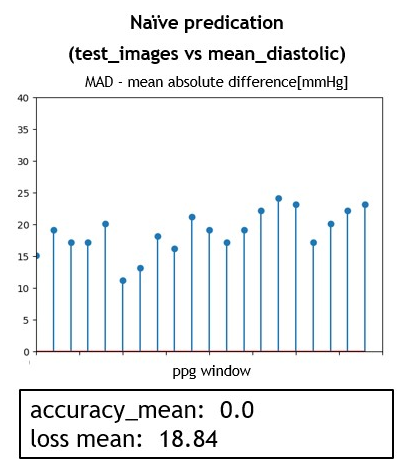 Naïve predication
(test_images vs mean_diastolic)
MAD - mean absolute difference[mmHg]
40
35
30
25
20
15
10
5
0
ppg window
accuracy_mean: 0.0
loss mean: 18.84